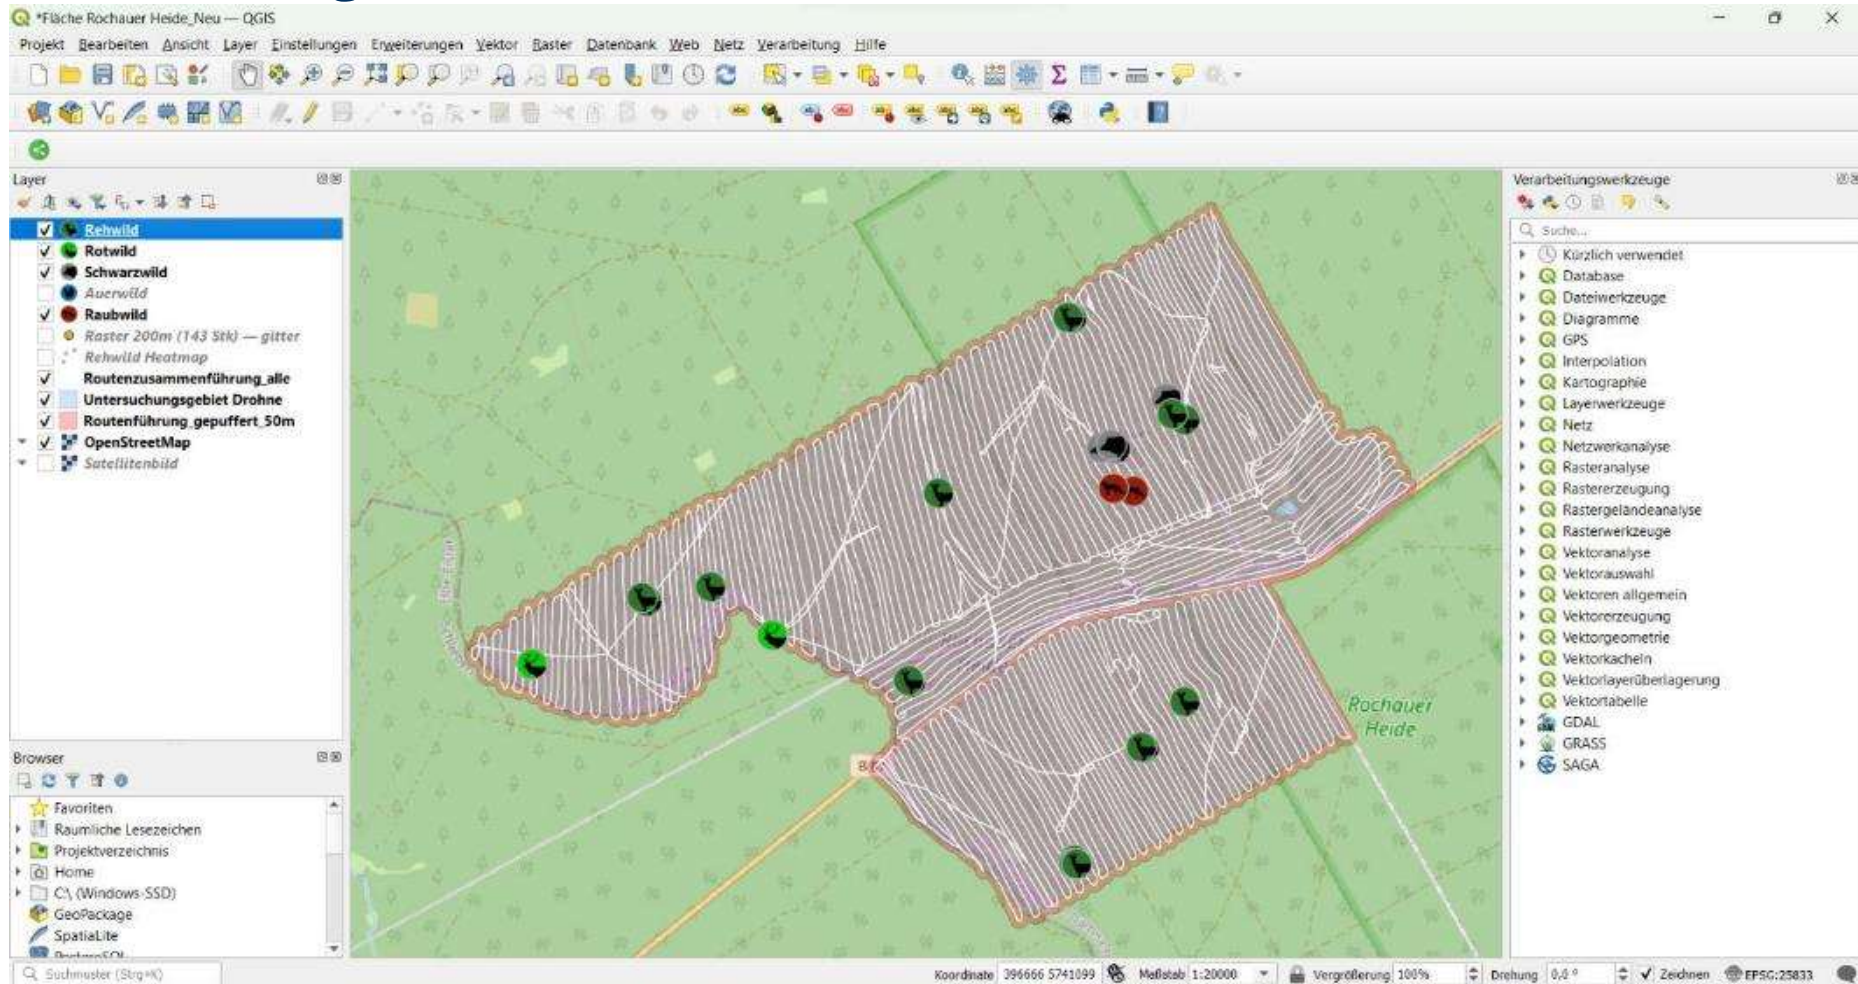 *Fläche Rochauer Heide_Neu — QGIS
Projekt Bearbeiten Ansicht Layer Einstellungen Erweiterungen Vektor Raster Datenbank Web Netz Verarbeitung Hilfe
Layer
Rehwild
Rotwild
Schwarzwild
Auerwild
Raubwild
Raster 200m (143 Stk) — gitter
Rehwild Heatmap
Routenzusammenführung_alle
Untersuchungsgebiet Drohne
Routenführung_gepuffert_50m
OpenStreetMap
Satellitenbild
Browser
Favoriten
Räumliche Lesezeichen
Projektverzeichnis
Home
C:\ (Windows-SSD)
GeoPackage
SpatiaLite
PostgreSQL
Suchmuster (Strg+K)
Rochauer
Heide
Verarbeitungswerkzeuge
Suche...
Kürzlich verwendet
Database
Dateiwerkzeuge
Diagramme
GPS
Interpolation
Kartographie
Layerwerkzeuge
Netz
Netzwerkanalyse
Rasteranalyse
Rastererzeugung
Rastergeländeanalyse
Rasterwerkzeuge
Vektoranalyse
Vektorauswahl
Vektoren allgemein
Vektorerzeugung
Vektorgeometrie
Vektorkacheln
Vektorlayerüberlagerung
Vektortabelle
GDAL
GRASS
SAGA
Koordinate 396666 5741099 Maßstab 1:20000 Vergrößerung 100% Drehung 0,0 ° Zeichnen EPSG:25833